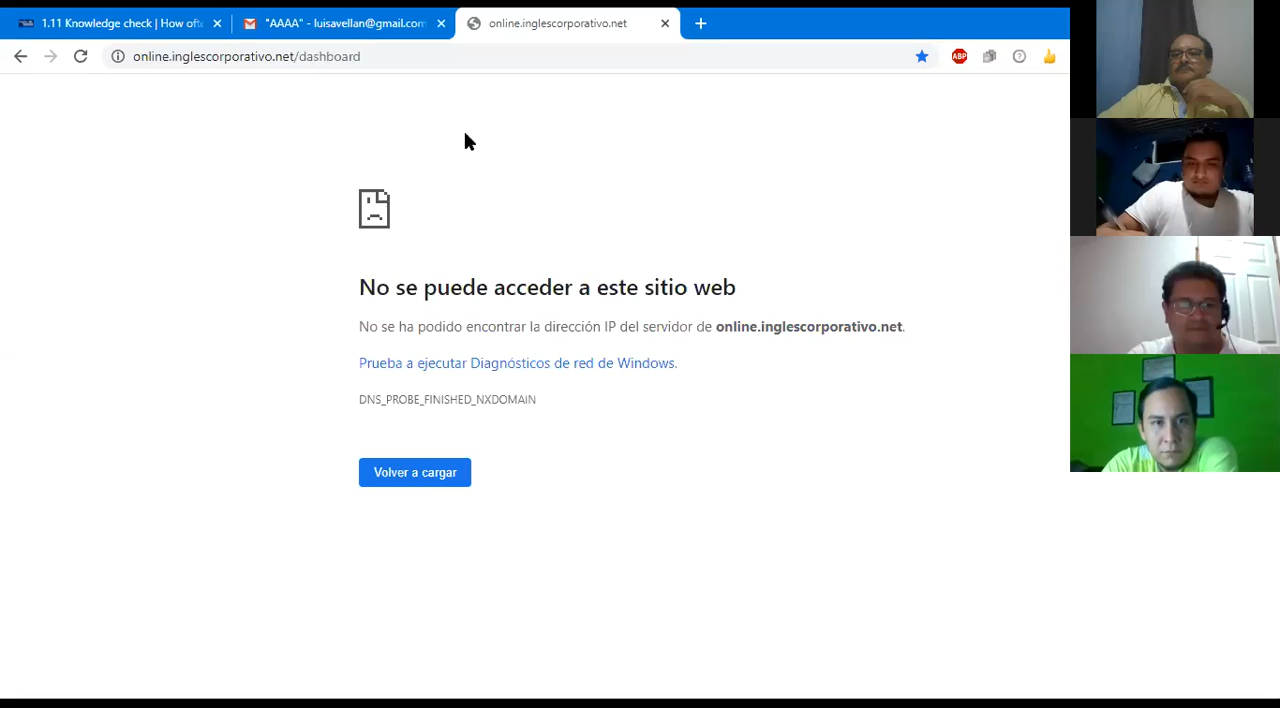 1.11 Knowledge check | How oft
"AAAA" - luisavellan@gmail.com
online.inglescorporativo.net
online.inglescorporativo.net/dashboard
ABP
No se puede acceder a este sitio web
No se ha podido encontrar la dirección IP del servidor de online.inglescorporativo.net.
Prueba a ejecutar Diagnósticos de red de Windows.
DNS_PROBE_FINISHED_NXDOMAIN
Volver a cargar